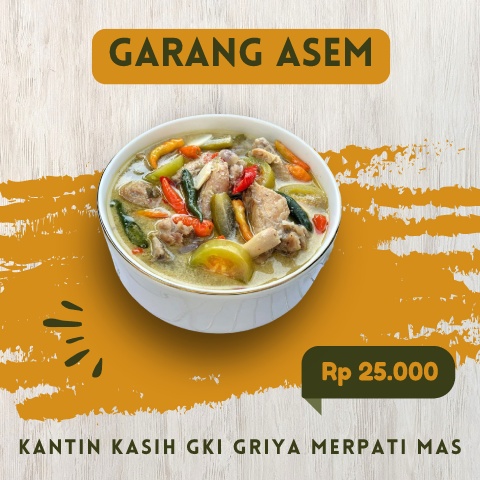 GARANG ASEM
Rp 25.000
KANTIN KASIH GKI GRIYA MERPATI MAS